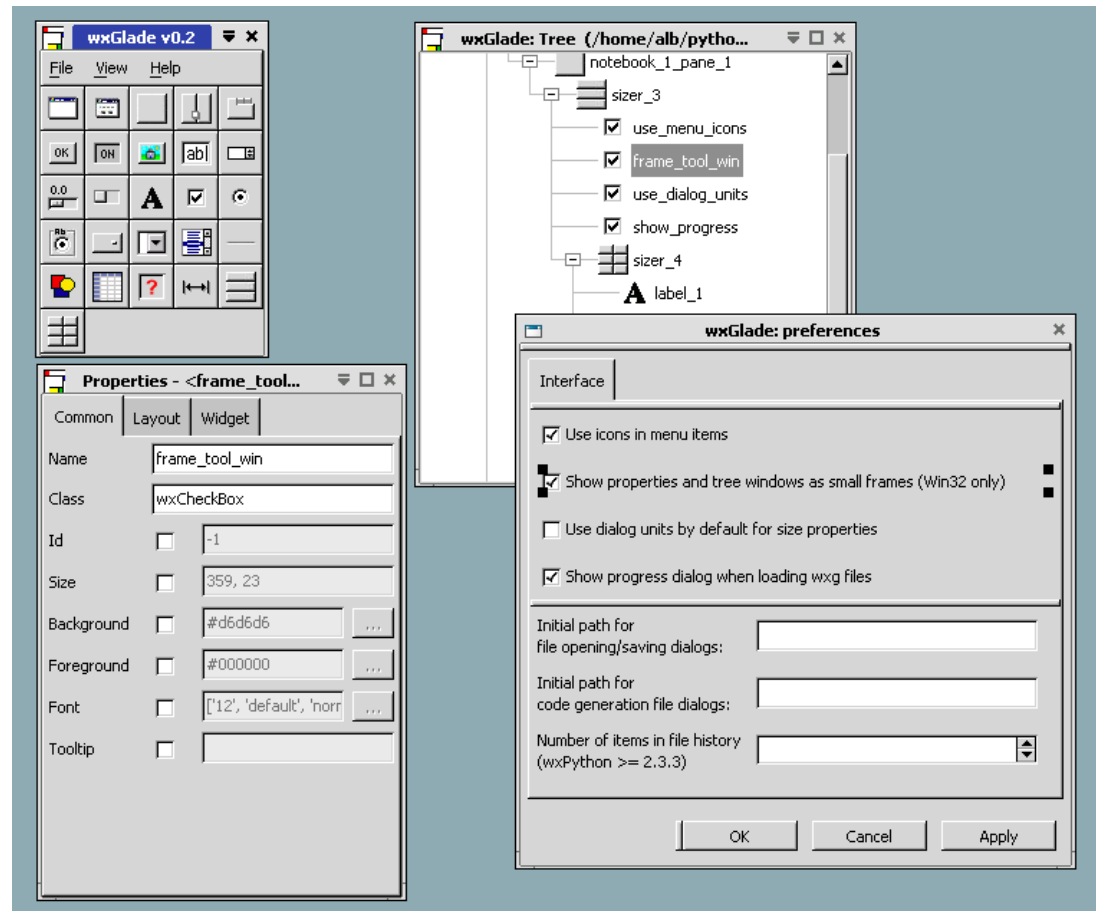 wxGlade v0.2
File View Help
OK ON ab|
0.0
A
Ab
?
wxGlade: Tree (/home/alb/pytho...
notebook_1_pane_1
sizer_3
use_menu_icons
frame_tool_win
use_dialog_units
show_progress
sizer_4
A label_1
Properties - <frame_tool...
Common Layout Widget
Name frame_tool_win
Class wxCheckBox
Id -1
Size 359, 23
Background #d6d6d6 ...
Foreground #000000 ...
Font ['12', 'default', 'norr ...
Tooltip
wxGlade: preferences
Interface
Use icons in menu items
Show properties and tree windows as small frames (Win32 only)
Use dialog units by default for size properties
Show progress dialog when loading wxg files
Initial path for
file opening/saving dialogs:
Initial path for
code generation file dialogs:
Number of items in file history
(wxPython >= 2.3.3)
OK Cancel Apply